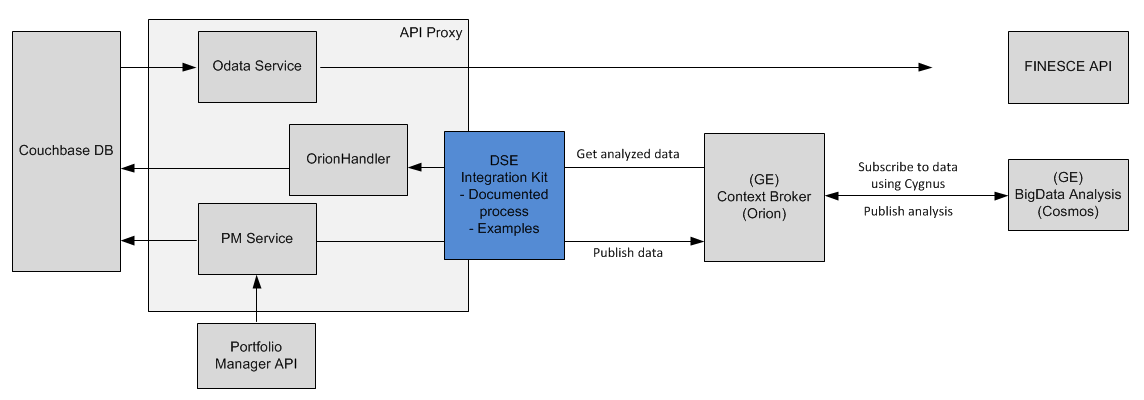 API Proxy
Odata Service
FINESCE API
Couchbase DB
OrionHandler
DSE
Integration Kit
- Documented
process
- Examples
Get analyzed data
(GE)
Context Broker
(Orion)
Subscribe to data
using Cygnus
Publish analysis
(GE)
BigData Analysis
(Cosmos)
PM Service
Publish data
Portfolio
Manager API